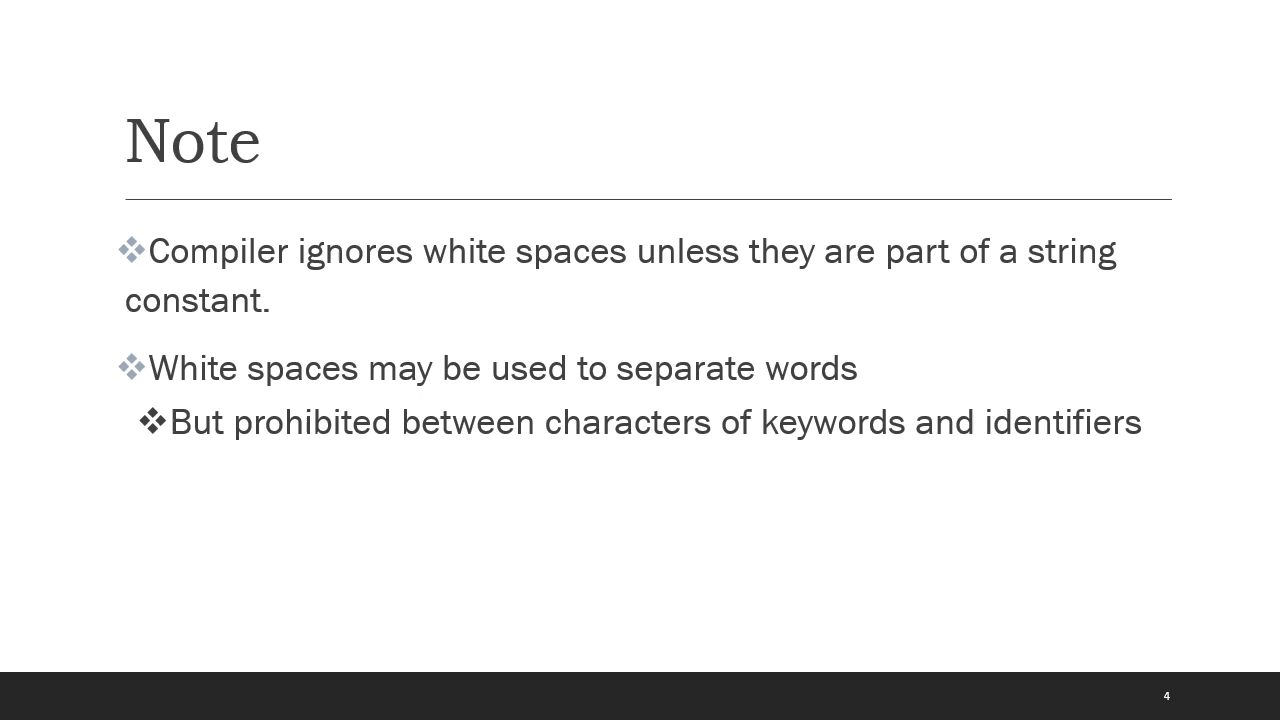 Note
❖Compiler ignores white spaces unless they are part of a string
constant.
❖White spaces may be used to separate words
❖But prohibited between characters of keywords and identifiers
4